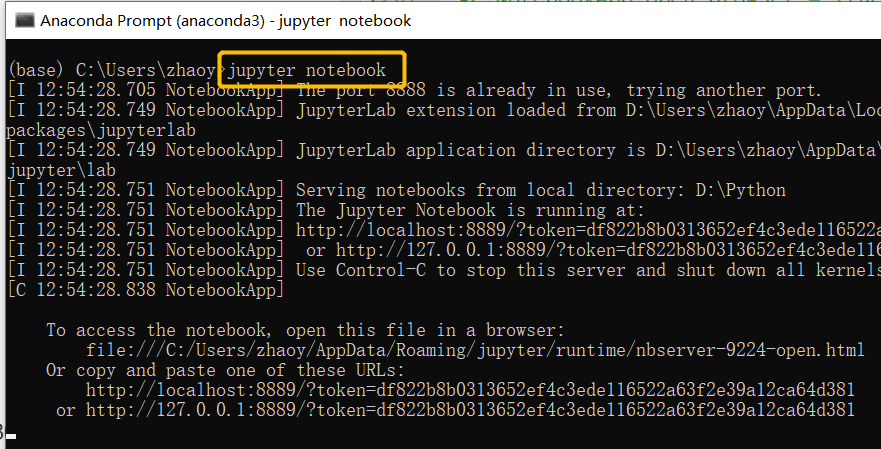 Anaconda Prompt (anaconda3) - jupyter notebook
(base) C:\Users\zhaoy>jupyter notebook
[I 12:54:28.705 NotebookApp] The port 8888 is already in use, trying another port.
[I 12:54:28.749 NotebookApp] JupyterLab extension loaded from D:\Users\zhaoy\AppData\Loc
packages\jupyterlab
[I 12:54:28.749 NotebookApp] JupyterLab application directory is D:\Users\zhaoy\AppData\
jupyter\lab
[I 12:54:28.751 NotebookApp] Serving notebooks from local directory: D:\Python
[I 12:54:28.751 NotebookApp] The Jupyter Notebook is running at:
[I 12:54:28.751 NotebookApp] http://localhost:8889/?token=df822b8b0313652ef4c3ede116522a
[I 12:54:28.751 NotebookApp]  or http://127.0.0.1:8889/?token=df822b8b0313652ef4c3ede116
[I 12:54:28.751 NotebookApp] Use Control-C to stop this server and shut down all kernels
[C 12:54:28.838 NotebookApp]
To access the notebook, open this file in a browser:
file:///C:/Users/zhaoy/AppData/Roaming/jupyter/runtime/nbserver-9224-open.html
Or copy and paste one of these URLs:
http://localhost:8889/?token=df822b8b0313652ef4c3ede116522a63f2e39a12ca64d381
or http://127.0.0.1:8889/?token=df822b8b0313652ef4c3ede116522a63f2e39a12ca64d381